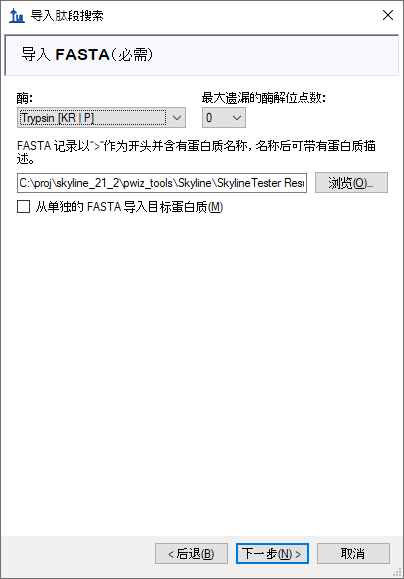 导入肽段搜索
导入 FASTA（必需）
酶: 最大遗漏的酶解位点数:
Trypsin [KR | P] 0
FASTA 记录以">"作为开头并含有蛋白质名称，名称后可带有蛋白质描
述。
C:\proj\skyline_21_2\pwiz_tools\Skyline\SkylineTester Resu
浏览(O)...
从单独的 FASTA 导入目标蛋白质(M)
< 后退(B) 下一步(N) > 取消